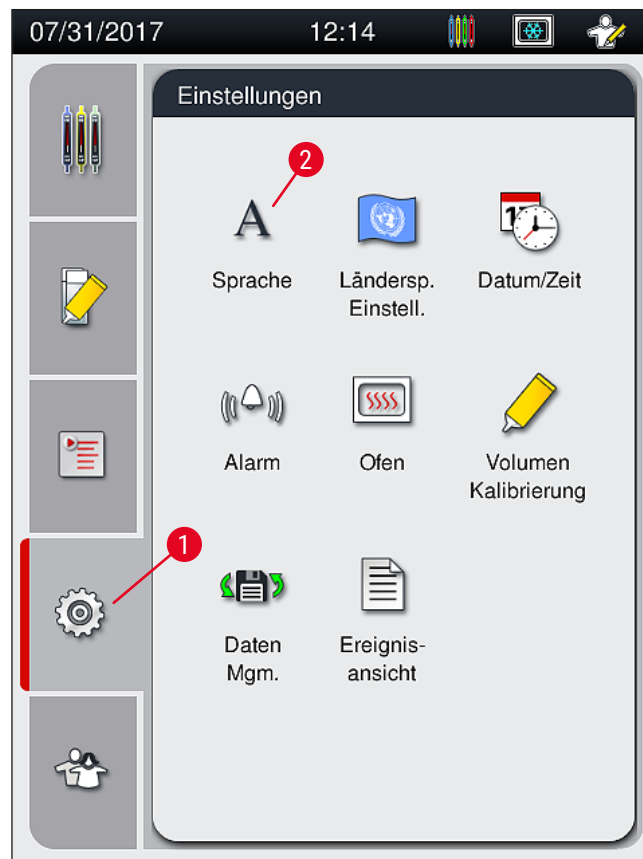 07/31/2017 12:14
Einstellungen
2
A
17
Sprache
Ländersp.
Einstell.
Datum/Zeit
Alarm
Ofen
Volumen
Kalibrierung
1
Daten
Mgm.
Ereignis-
ansicht